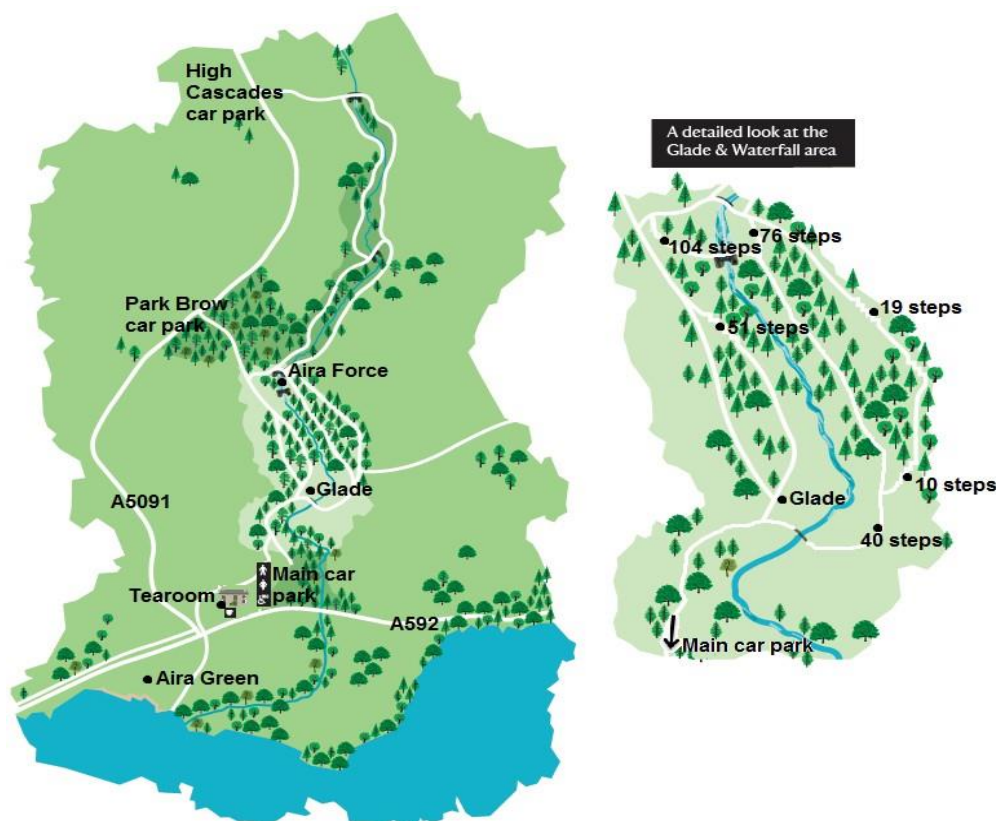 High
Cascades
car park
Park Brow
car park
Aira Force
Glade
A5091
Main car
park
Tearoom
A592
Aira Green
A detailed look at the
Glade & Waterfall area
76 steps
104 steps
19 steps
51 steps
10 steps
Glade
40 steps
Main car park